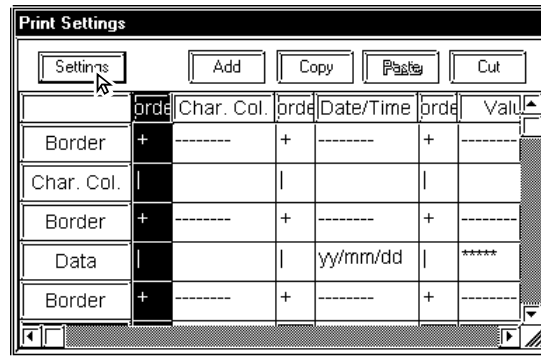 Print Settings
Settings Add Copy Paste Cut
orde Char. Col. orde Date/Time orde Valu
Border + -------- + -------- + --------
Char. Col. | | |
Border + -------- + -------- + --------
Data | | yy/mm/dd | *****
Border + -------- + -------- + --------